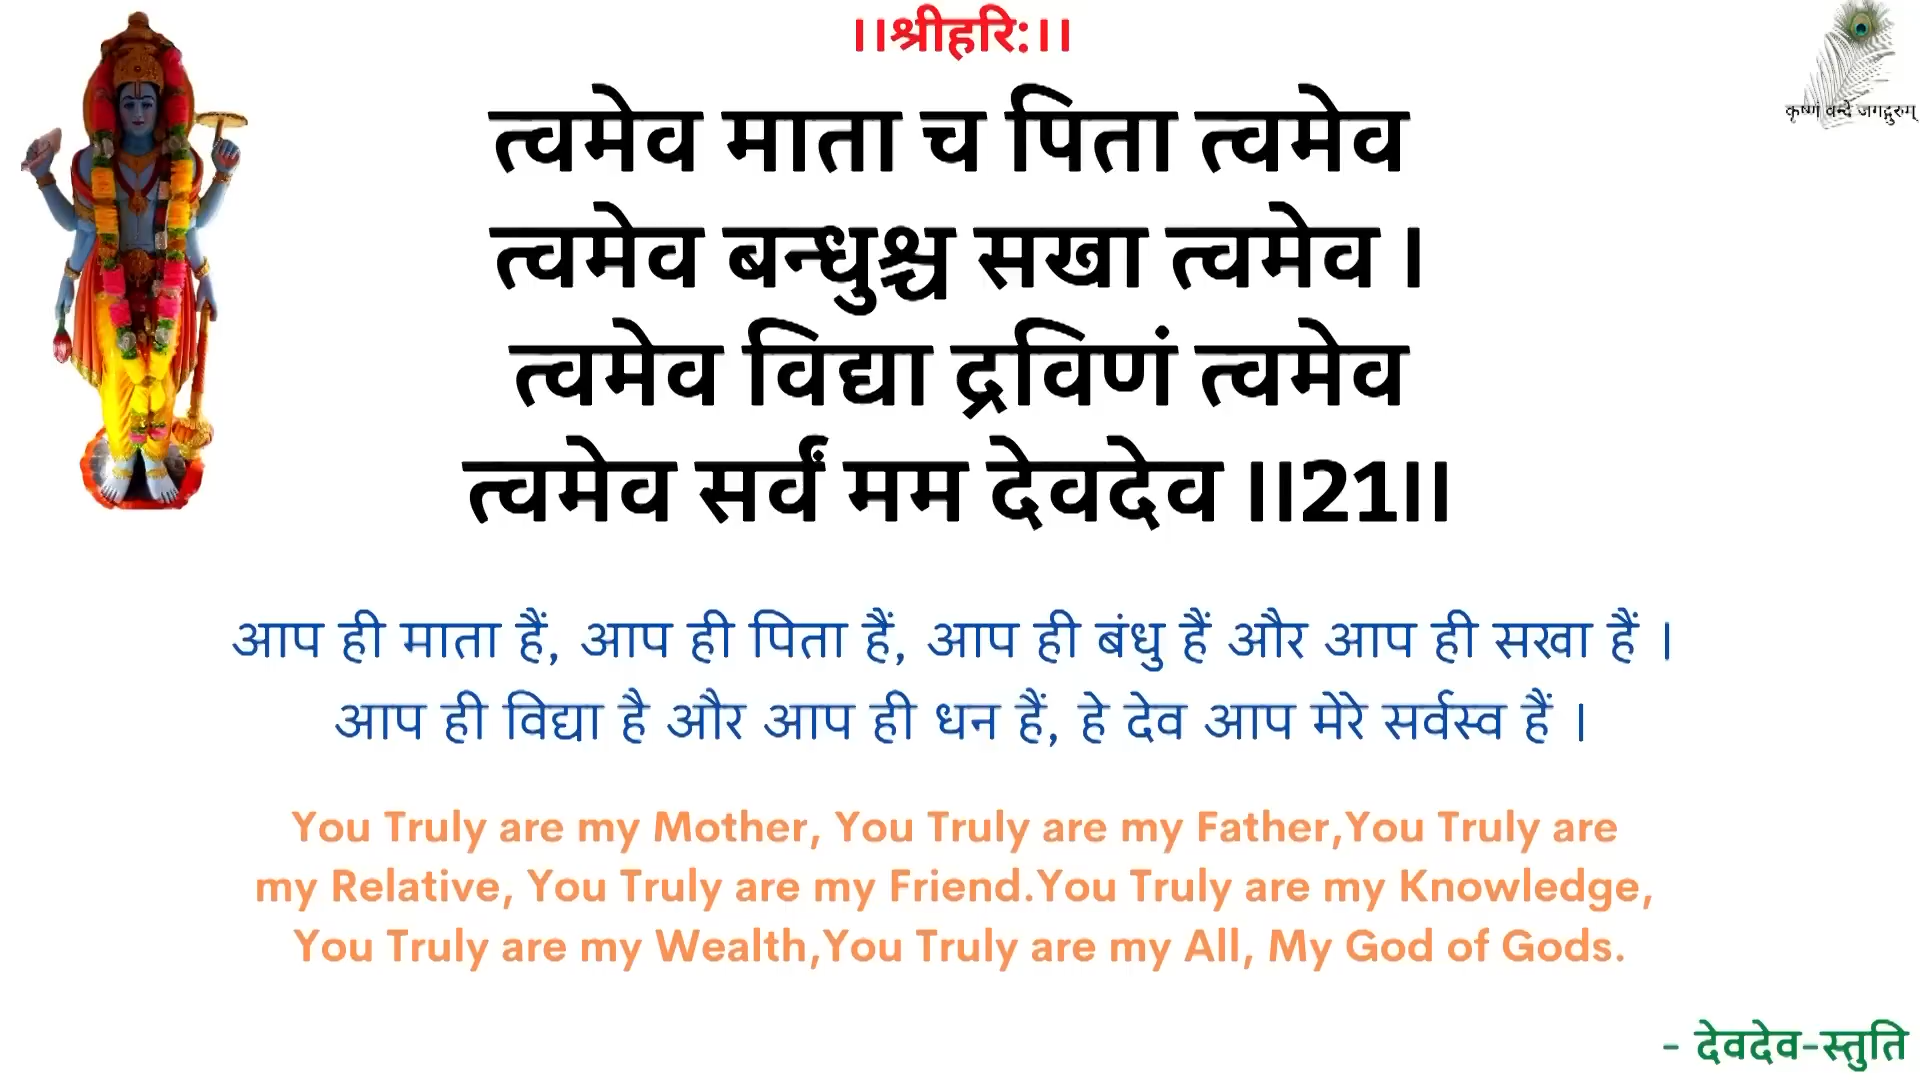 ।।श्रीहरि:।।
कृष्णं वन्दे जगद्गुरुम्
त्वमेव माता च पिता त्वमेव
त्वमेव बन्धुश्च सखा त्वमेव ।
त्वमेव विद्या द्रविणं त्वमेव
त्वमेव सर्वं मम देवदेव ।।21।।
आप ही माता हैं, आप ही पिता हैं, आप ही बंधु हैं और आप ही सखा हैं ।
आप ही विद्या है और आप ही धन हैं, हे देव आप मेरे सर्वस्व हैं ।
You Truly are my Mother, You Truly are my Father,You Truly are
my Relative, You Truly are my Friend.You Truly are my Knowledge,
You Truly are my Wealth,You Truly are my All, My God of Gods.
- देवदेव-स्तुति